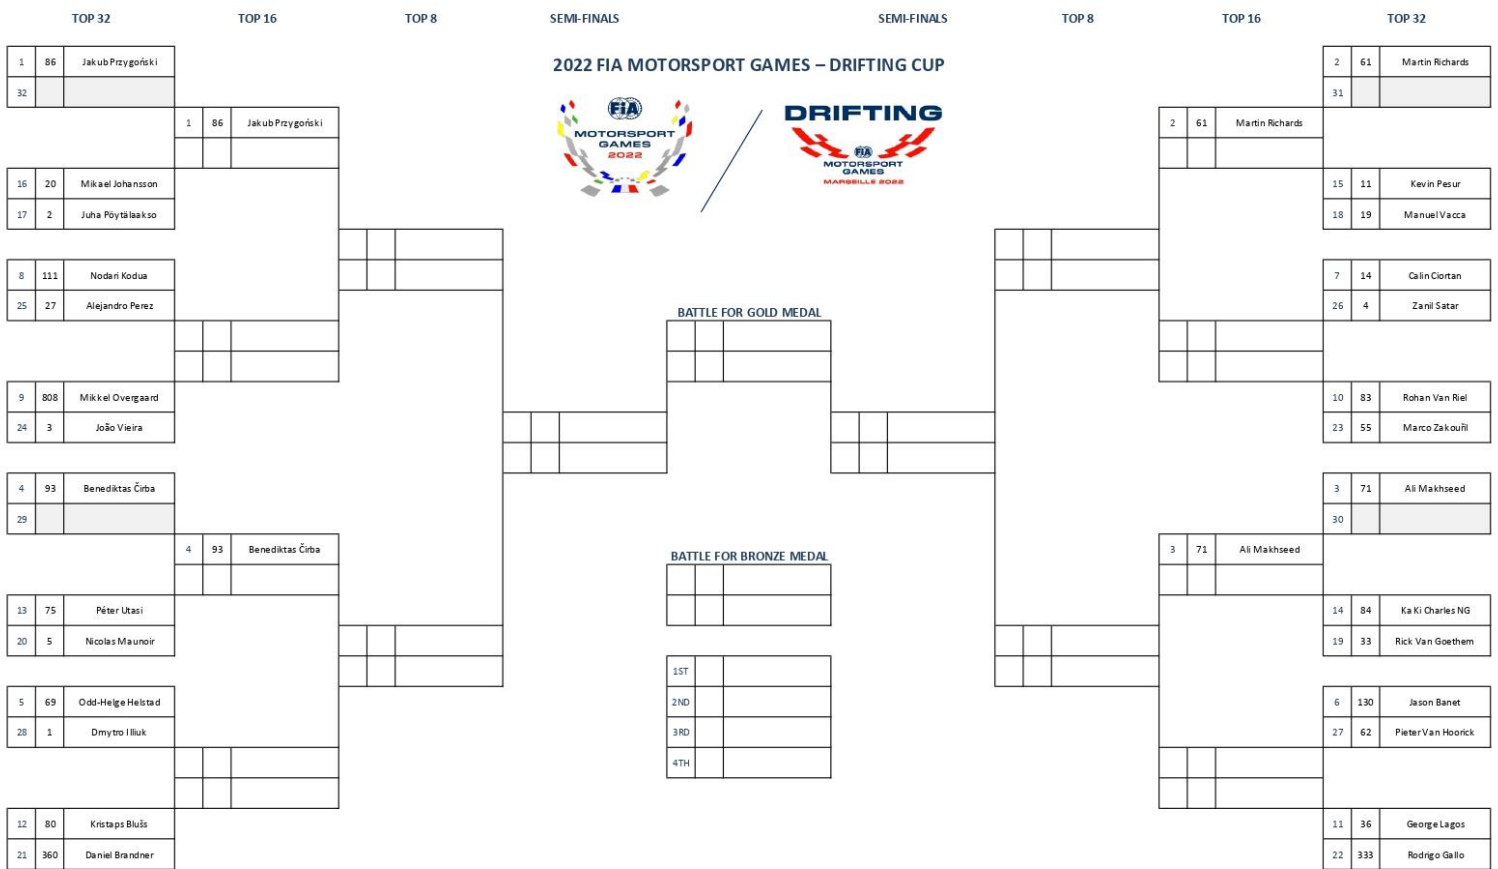 TOP 32 TOP 16 TOP 8 SEMI-FINALS SEMI-FINALS TOP 8 TOP 16 TOP 32
2022 FIA MOTORSPORT GAMES – DRIFTING CUP
FIA
MOTORSPORT
GAMES
2022
DRIFTING
FIA
MOTORSPORT
GAMES
MARSEILLE 2022
1 86 Jakub Przygoński
32
1 86 Jakub Przygoński
16 20 Mikael Johansson
17 2 Juha Pöytälaakso
8 111 Nodari Kodua
25 27 Alejandro Perez
9 808 Mikkel Overgaard
24 3 João Vieira
4 93 Benediktas Čirba
29
4 93 Benediktas Čirba
13 75 Péter Utasi
20 5 Nicolas Maunoir
5 69 Odd-Helge Helstad
28 1 Dmytro Illiuk
12 80 Kristaps Blušs
21 360 Daniel Brandner
BATTLE FOR GOLD MEDAL
BATTLE FOR BRONZE MEDAL
1ST
2ND
3RD
4TH
2 61 Martin Richards
31
2 61 Martin Richards
15 11 Kevin Pesur
18 19 Manuel Vacca
7 14 Calin Ciortan
26 4 Zanil Satar
10 83 Rohan Van Riel
23 55 Marco Zakouřil
3 71 Ali Makhseed
30
3 71 Ali Makhseed
14 84 Ka Ki Charles NG
19 33 Rick Van Goethem
6 130 Jason Banet
27 62 Pieter Van Hoorick
11 36 George Lagos
22 333 Rodrigo Gallo